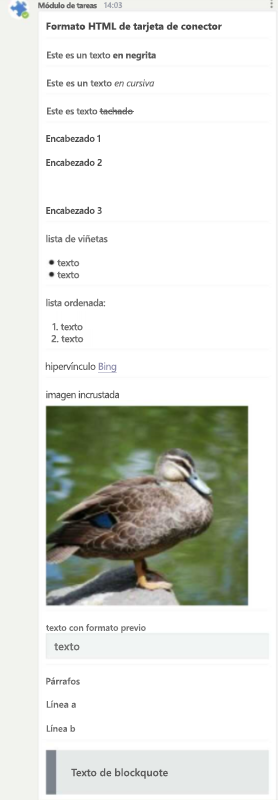 Módulo de tareas 14:03
Formato HTML de tarjeta de conector
Este es un texto en negrita
Este es un texto en cursiva
Este es texto tachado
Encabezado 1
Encabezado 2
Encabezado 3
lista de viñetas
• texto
• texto
lista ordenada:
1. texto
2. texto
hipervínculo Bing
imagen incrustada
texto con formato previo
texto
Párrafos
Línea a
Línea b
Texto de blockquote